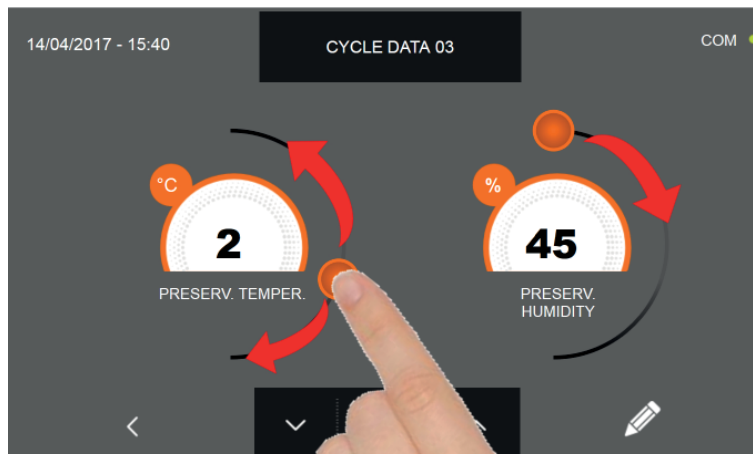 14/04/2017 - 15:40
CYCLE DATA 03
COM
°C
2
PRESERV. TEMPER.
%
45
PRESERV.
HUMIDITY